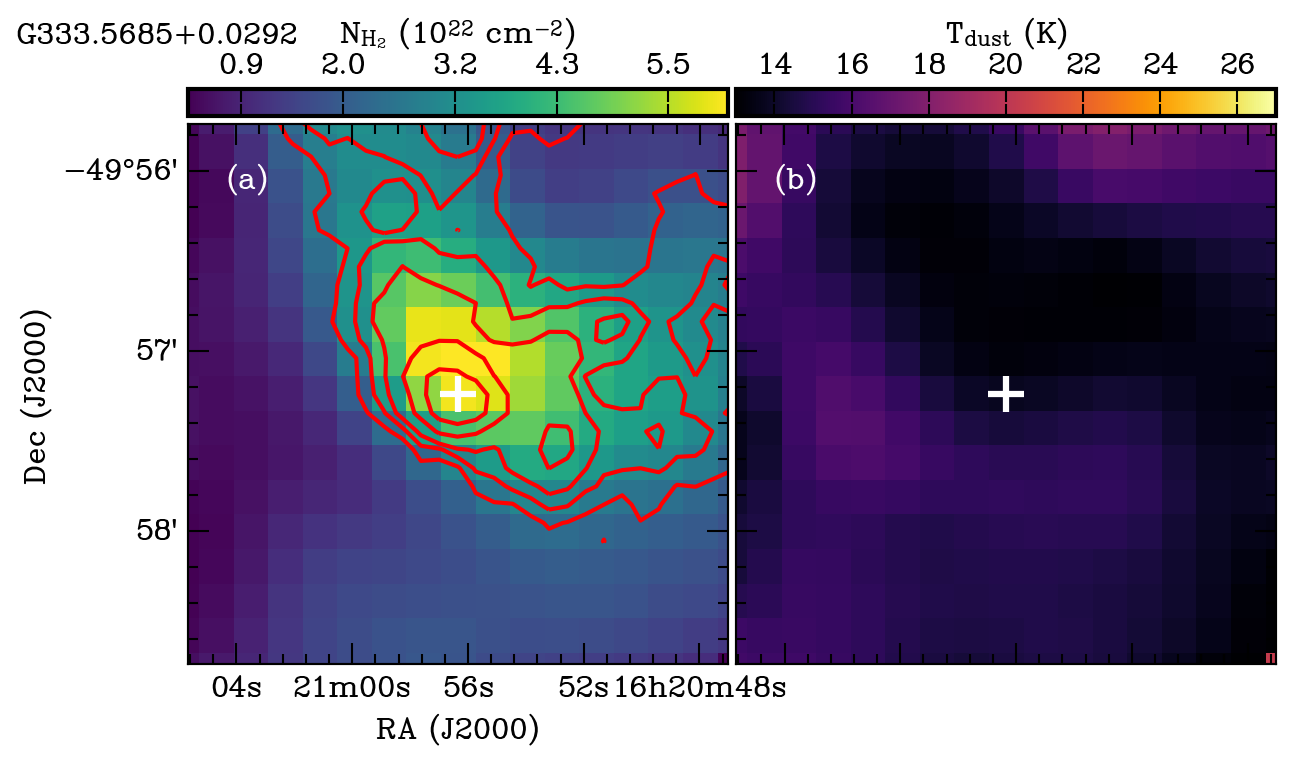 G333.5685+0.0292 N_H₂ (10²² cm⁻²) T_dust (K)
0.9 2.0 3.2 4.3 5.5 14 16 18 20 22 24 26
(a) (b)
−49°56'
57'
58'
Dec (J2000)
04s 21m00s 56s 52s 16h20m48s
RA (J2000)